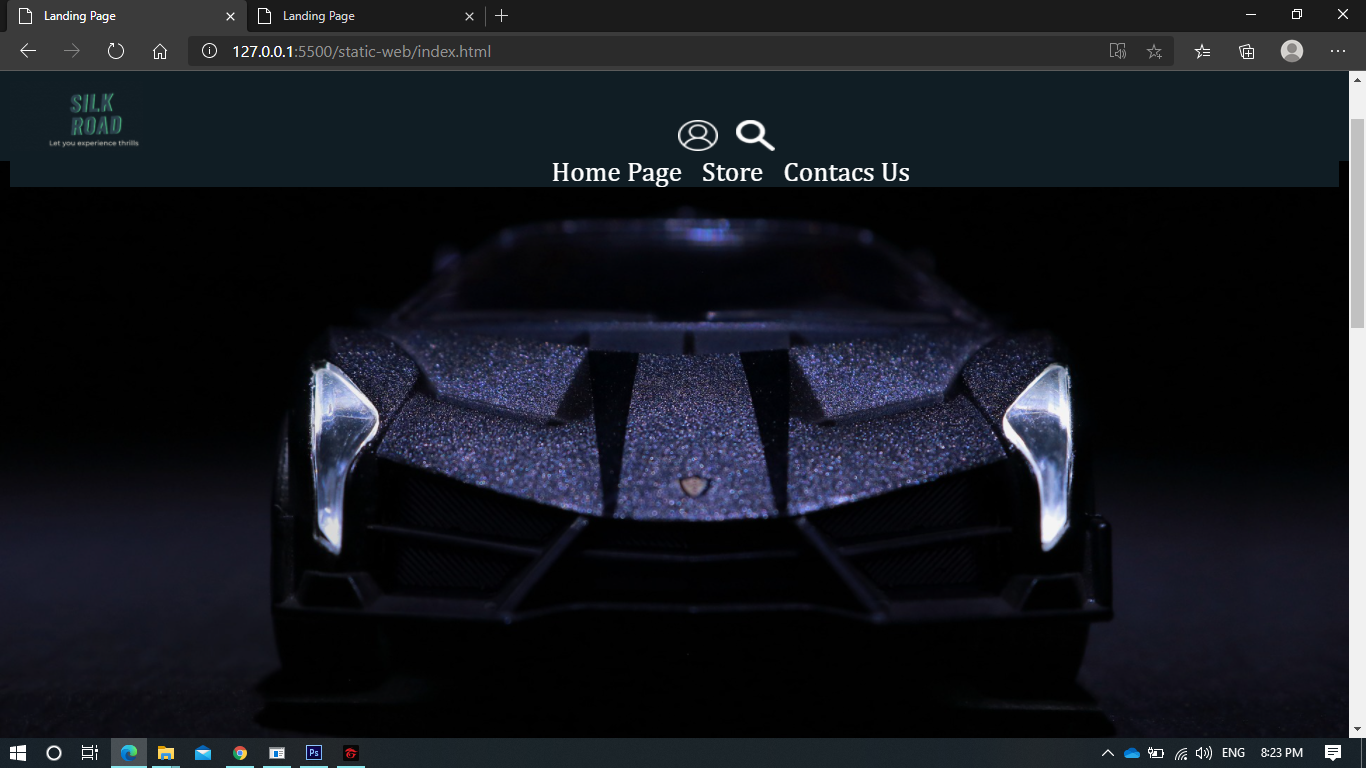 Landing Page
Landing Page
127.0.0.1:5500/static-web/index.html
SILK
ROAD
Let you experience thrills
Home Page Store Contacs Us
Ps
ENG
8:23 PM